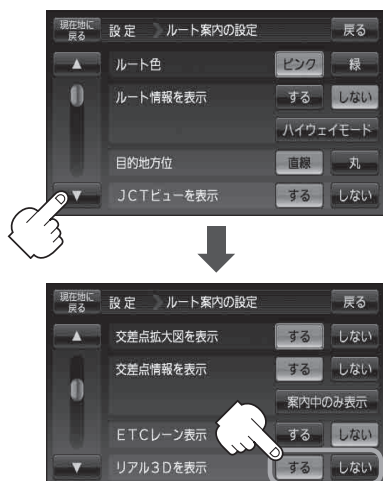 現在地に
戻る
設定 ルート案内の設定 戻る
▲ ルート色 ピンク 緑
ルート情報を表示 する しない
ハイウェイモード
目的地方位 直線 丸
▼ JCTビューを表示 する しない
現在地に
戻る
設定 ルート案内の設定 戻る
▲ 交差点拡大図を表示 する しない
交差点情報を表示 する しない
案内中のみ表示
ETCレーン表示 する しない
▼ リアル3Dを表示 する しない